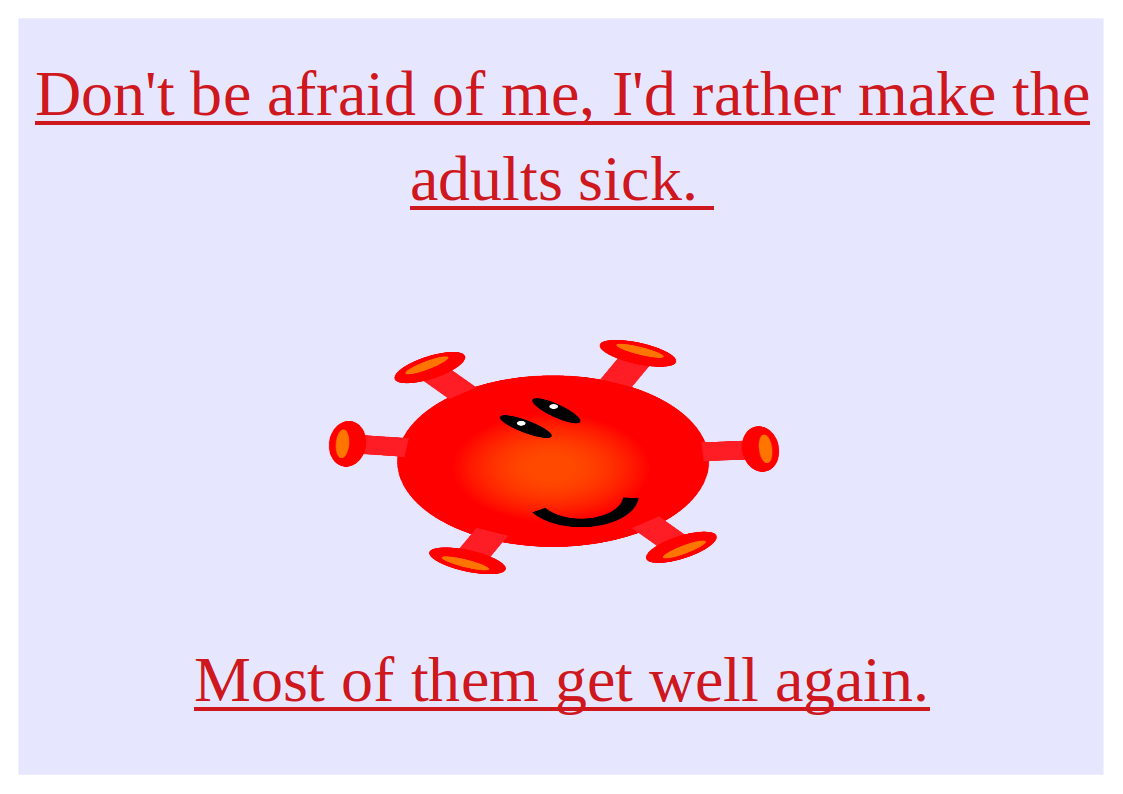 Don't be afraid of me, I'd rather make the
adults sick.
Most of them get well again.